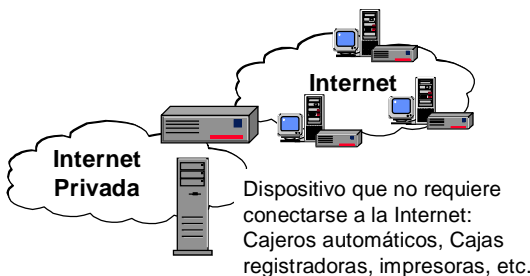 Internet
Internet
Privada
Dispositivo que no requiere
conectarse a la Internet:
Cajeros automáticos, Cajas
registradoras, impresoras, etc.